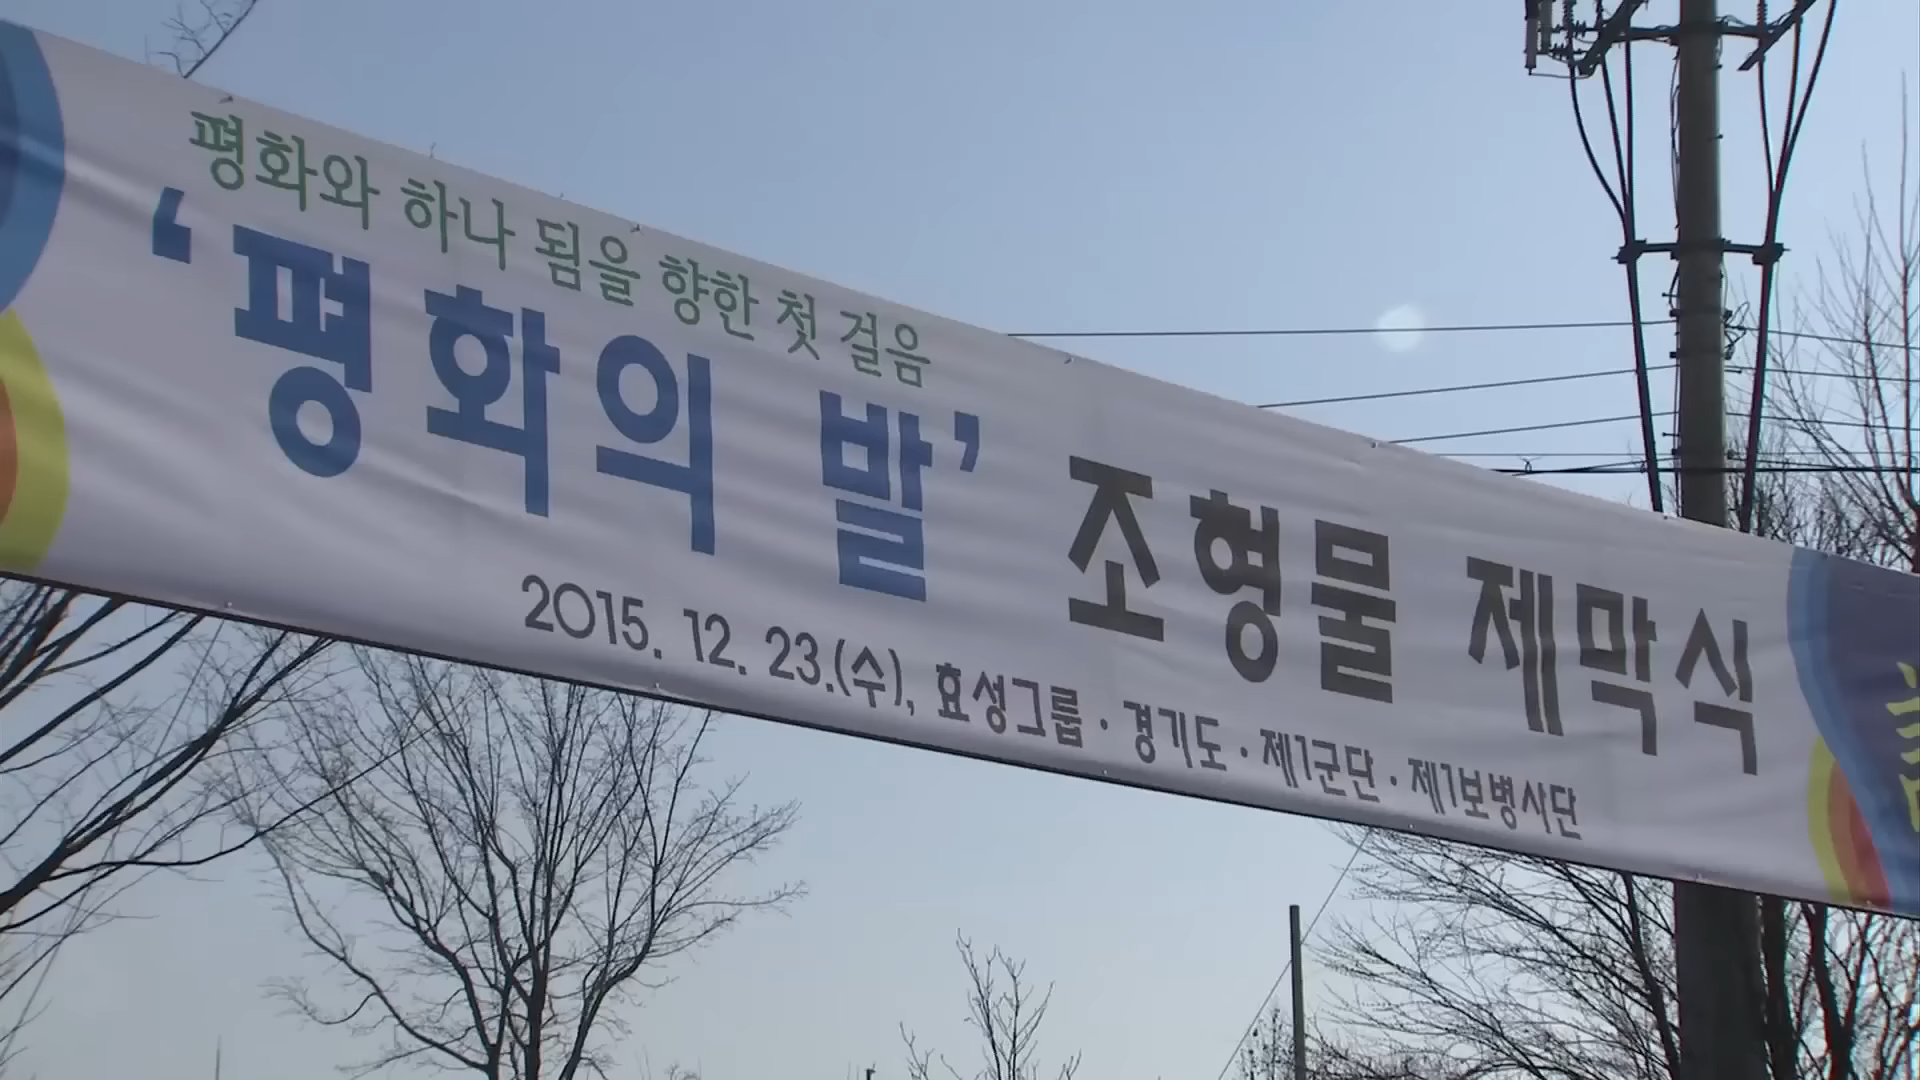 평화와 하나 됨을 향한 첫 걸음
‘평화의 발’ 조형물 제막식
2015. 12. 23.(수), 효성그룹 · 경기도 · 제1군단 · 제1보병사단